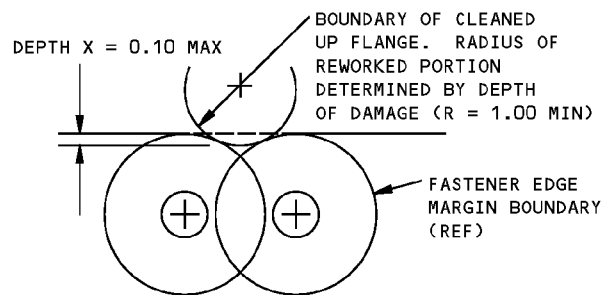 DEPTH X = 0.10 MAX
BOUNDARY OF CLEANED
UP FLANGE. RADIUS OF
REWORKED PORTION
DETERMINED BY DEPTH
OF DAMAGE (R = 1.00 MIN)
FASTENER EDGE
MARGIN BOUNDARY
(REF)